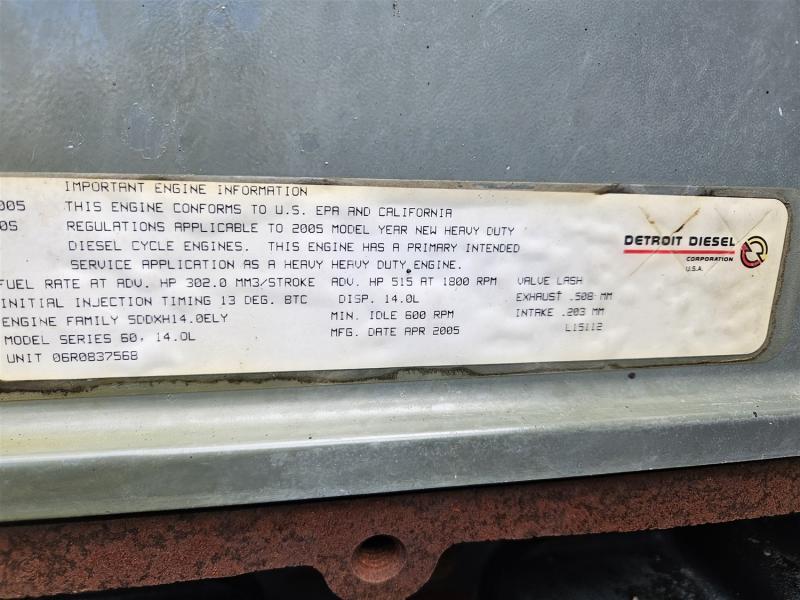 IMPORTANT ENGINE INFORMATION
005 THIS ENGINE CONFORMS TO U.S. EPA AND CALIFORNIA
05 REGULATIONS APPLICABLE TO 2005 MODEL YEAR NEW HEAVY DUTY
DIESEL CYCLE ENGINES. THIS ENGINE HAS A PRIMARY INTENDED
SERVICE APPLICATION AS A HEAVY HEAVY DUTY ENGINE.
FUEL RATE AT ADV. HP 302.0 MM3/STROKE ADV. HP 515 AT 1800 RPM VALVE LASH
INITIAL INJECTION TIMING 13 DEG. BTC DISP. 14.0L EXHAUST .508 MM
ENGINE FAMILY 5DDXH14.0ELY MIN. IDLE 600 RPM INTAKE .203 MM
MODEL SERIES 60, 14.0L MFG. DATE APR 2005 L15112
UNIT 06R0837568
DETROIT DIESEL
CORPORATION
U.S.A.